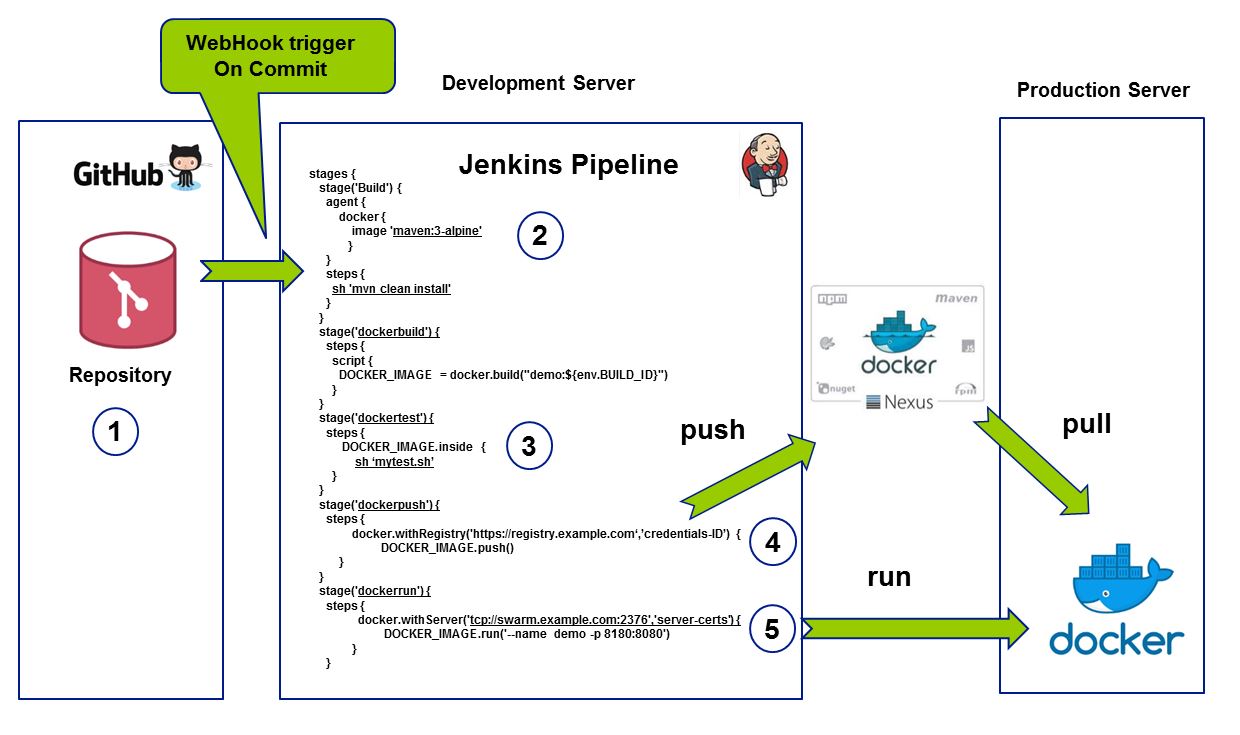 WebHook trigger
On Commit
Development Server
Production Server
GitHub
Repository
1
Jenkins Pipeline
stages {
stage('Build') {
agent {
docker {
image 'maven:3-alpine'
}
}
steps {
sh 'mvn clean install'
}
}
stage('dockerbuild') {
steps {
script {
DOCKER_IMAGE = docker.build("demo:${env.BUILD_ID}")
}
}
stage('dockertest') {
steps {
DOCKER_IMAGE.inside {
sh ‘mytest.sh’
}
}
stage('dockerpush') {
steps {
docker.withRegistry('https://registry.example.com‘,’credentials-ID’) {
DOCKER_IMAGE.push()
}
}
stage('dockerrun') {
steps {
docker.withServer('tcp://swarm.example.com:2376','server-certs') {
DOCKER_IMAGE.run('--name demo -p 8180:8080')
}
}
2
3
4
5
push
npm
maven
docker
JS
nuget
rpm
Nexus
pull
run
docker